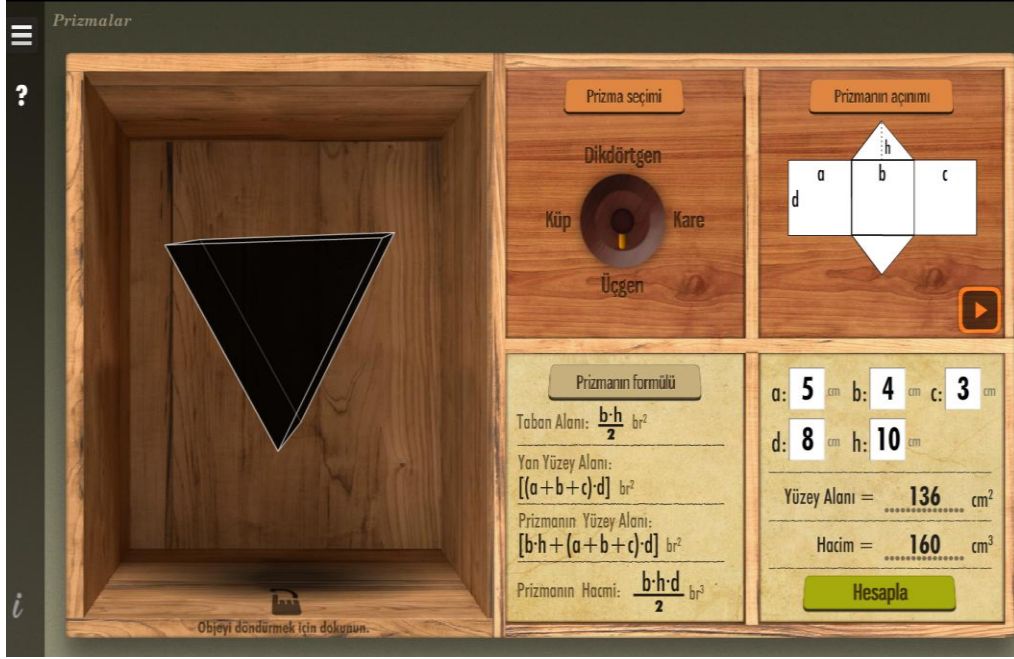 Prizmalar
?
Prizma seçimi
Dikdörtgen
Küp
Kare
Üçgen
Prizmanın açınımı
h
a b c
d
Prizmanın formülü
Taban Alanı: b·h/2 br²
Yan Yüzey Alanı:
[(a+b+c)·d] br²
Prizmanın Yüzey Alanı:
[b·h+(a+b+c)·d] br²
Prizmanın Hacmi: b·h·d/2 br³
a: 5 cm b: 4 cm c: 3 cm
d: 8 cm h: 10 cm
Yüzey Alanı = 136 cm²
Hacim = 160 cm³
Hesapla
Objeyi döndürmek için dokunun.
i